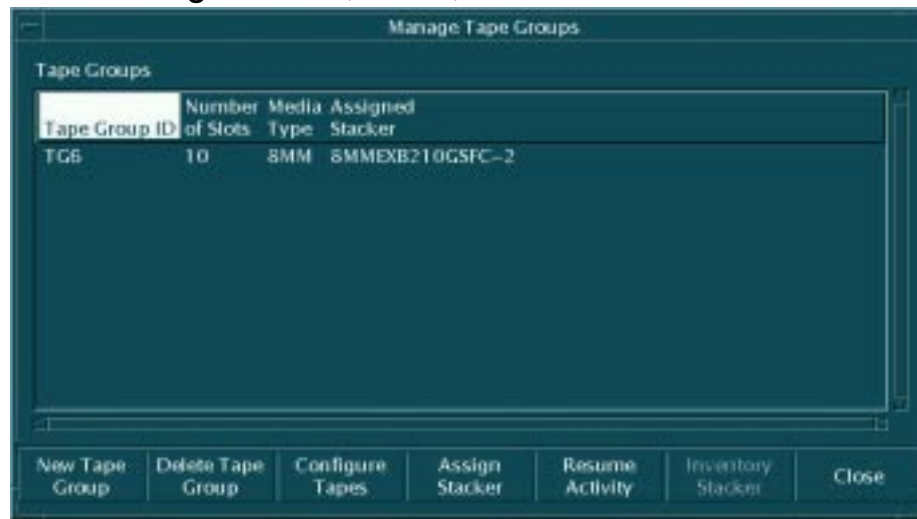 Manage Tape Groups
Tape Groups
Number Media Assigned
Tape Group ID of Slots Type Stacker
TG6 10 8MM 8MMEXB210GSFC-2
New Tape Delete Tape Configure Assign Resume Inventory Close
Group Group Tapes Stacker Activity Stacker